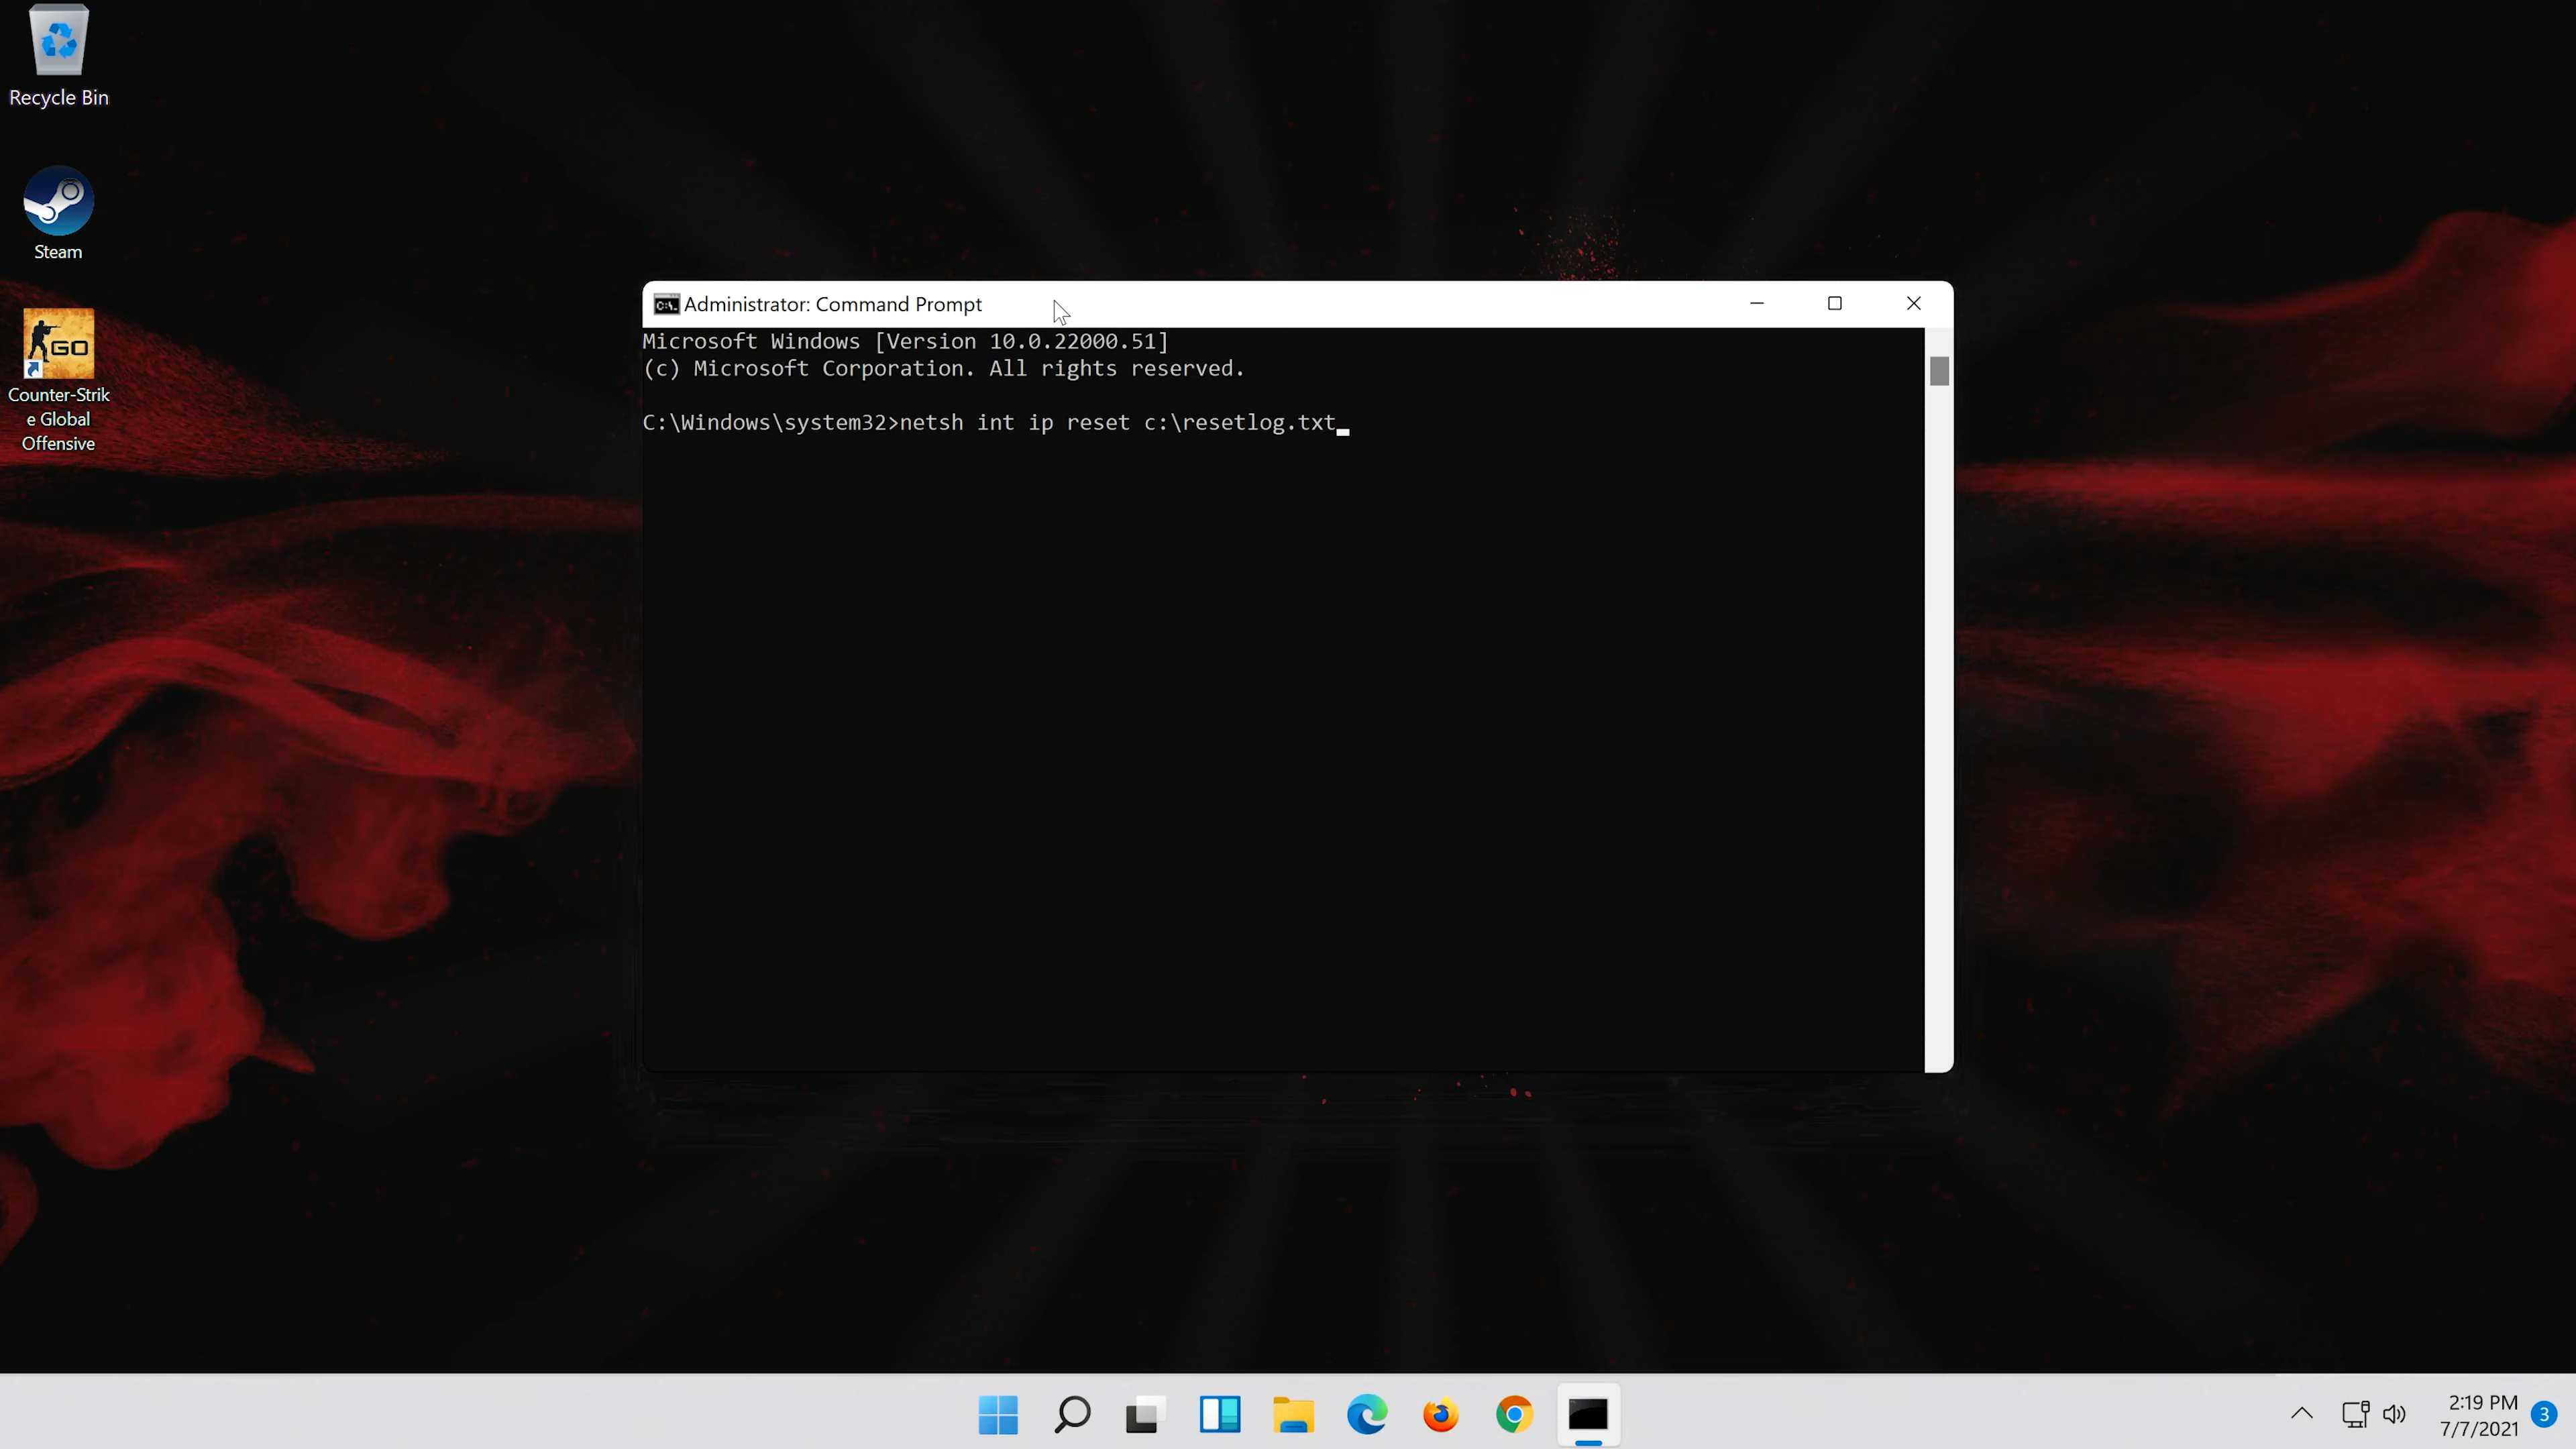 Recycle Bin
Steam
GO
Counter-Strik
e Global
Offensive
C:\. Administrator: Command Prompt
Microsoft Windows [Version 10.0.22000.51]
(c) Microsoft Corporation. All rights reserved.
C:\Windows\system32>netsh int ip reset c:\resetlog.txt
2:19 PM
7/7/2021
3